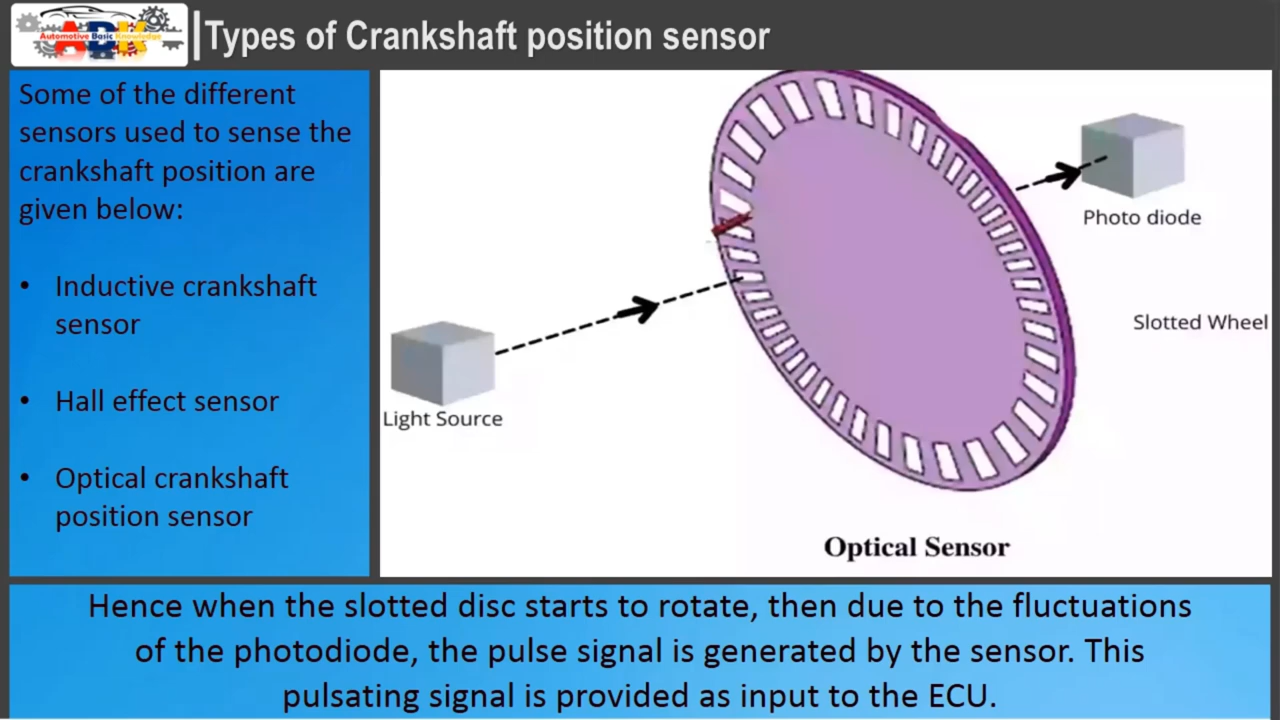 Automotive Basic Knowledge
ABK
Types of Crankshaft position sensor
Some of the different
sensors used to sense the
crankshaft position are
given below:
• Inductive crankshaft
sensor
• Hall effect sensor
• Optical crankshaft
position sensor
Light Source
Photo diode
Slotted Wheel
Optical Sensor
Hence when the slotted disc starts to rotate, then due to the fluctuations
of the photodiode, the pulse signal is generated by the sensor. This
pulsating signal is provided as input to the ECU.